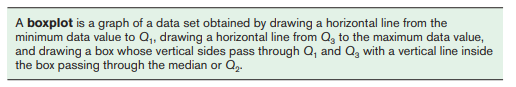 A boxplot is a graph of a data set obtained by drawing a horizontal line from the
minimum data value to Q₁, drawing a horizontal line from Q₃ to the maximum data value,
and drawing a box whose vertical sides pass through Q₁ and Q₃ with a vertical line inside
the box passing through the median or Q₂.